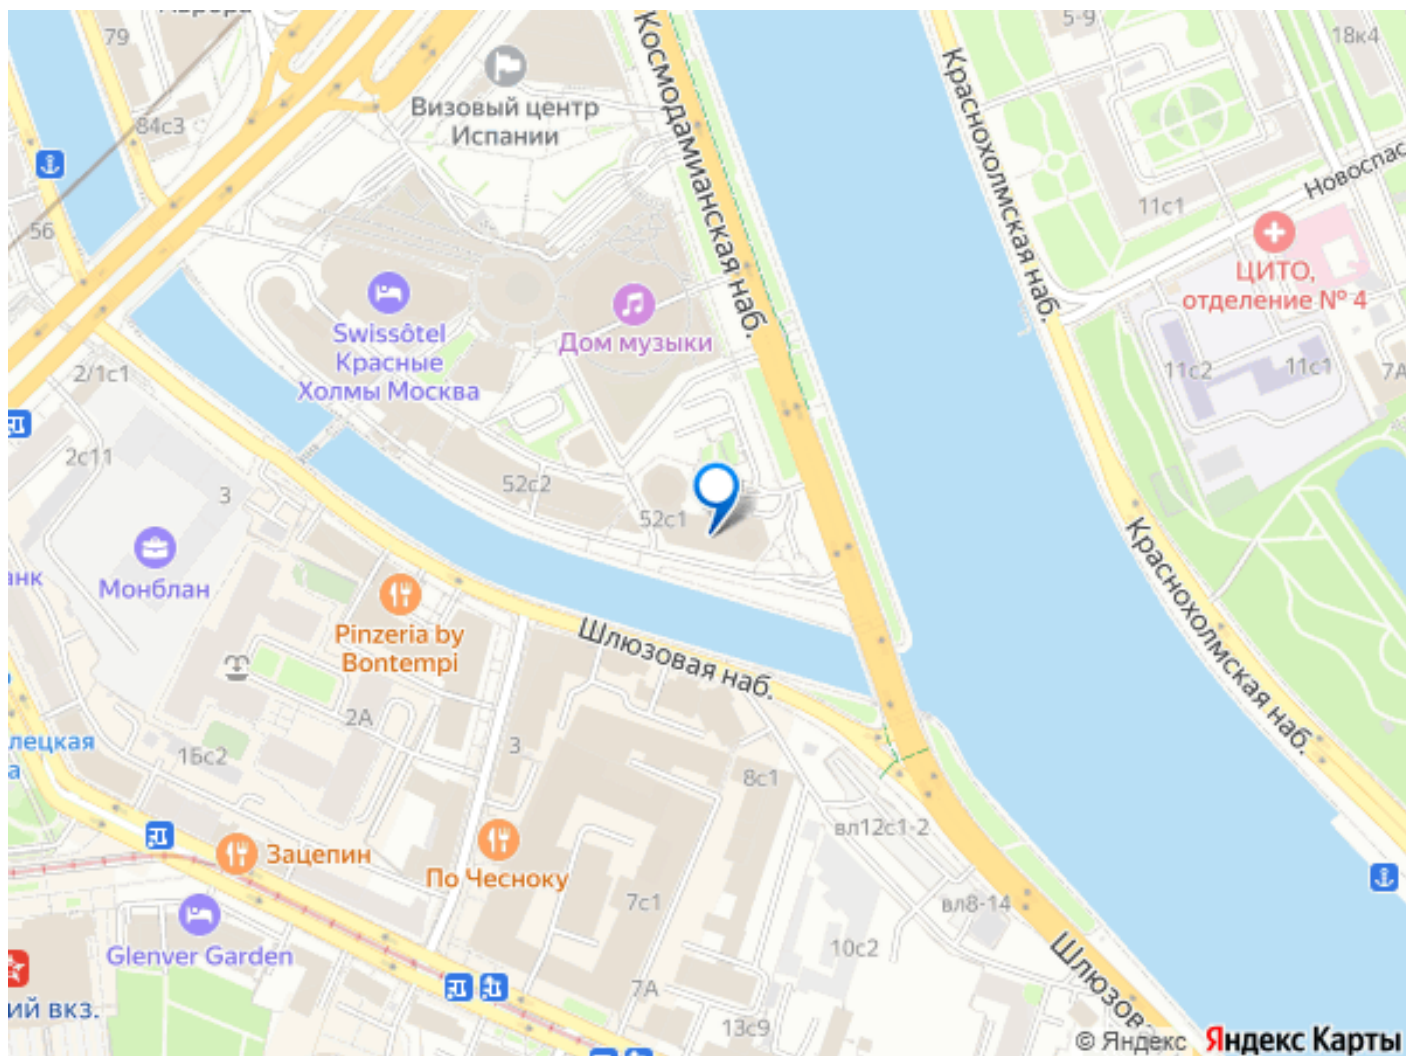 79
84с3
56
Визовый центр
Испании
Космодамианская наб.
5-9
18к4
Краснохолмская наб.
11с1
ЦИТО,
отделение № 4
11с2
11с1
7А
Swissôtel
Красные
Холмы Москва
Дом музыки
2/1с1
2с11
3
52с2
52с1
Монблан
Pinzeria by
Bontempi
Шлюзовая наб.
Краснохолмская наб.
2А
1Бс2
3
8с1
вл12с1-2
Зацепин
По Чесноку
7с1
вл8-14
10с2
Glenver Garden
7А
13с9
ий вкз.
© Яндекс
Яндекс Карты